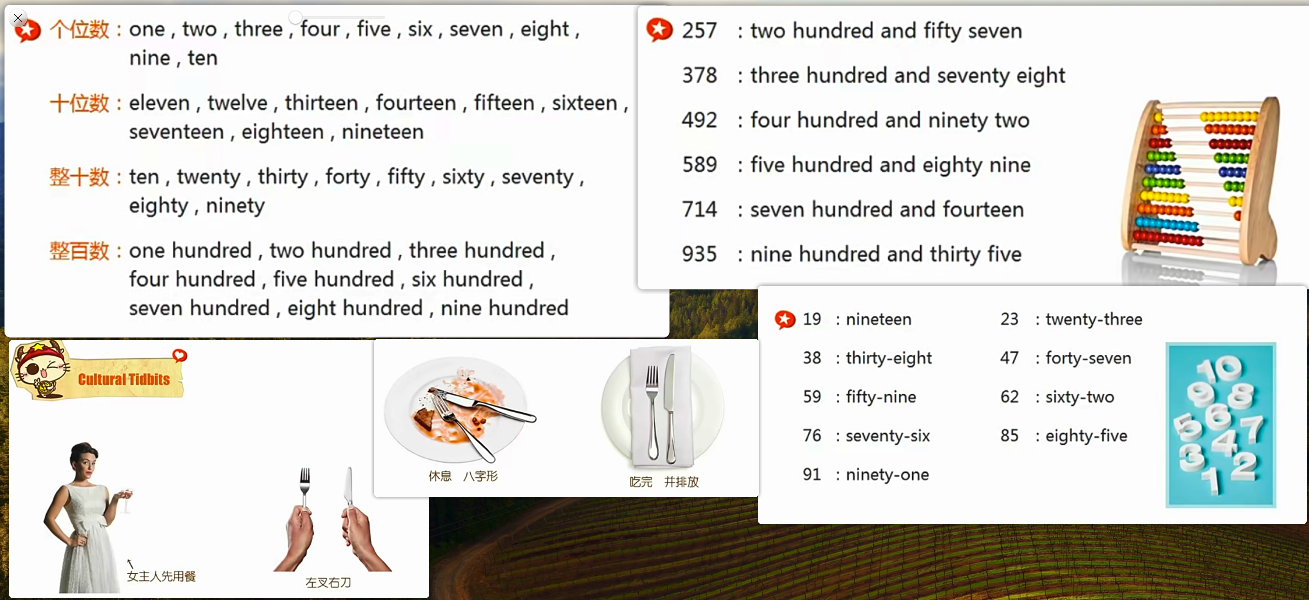 个位数 : one , two , three , four , five , six , seven , eight ,
nine , ten
十位数 : eleven , twelve , thirteen , fourteen , fifteen , sixteen ,
seventeen , eighteen , nineteen
整十数 : ten , twenty , thirty , forty , fifty , sixty , seventy ,
eighty , ninety
整百数 : one hundred , two hundred , three hundred ,
four hundred , five hundred , six hundred ,
seven hundred , eight hundred , nine hundred
257 : two hundred and fifty seven
378 : three hundred and seventy eight
492 : four hundred and ninety two
589 : five hundred and eighty nine
714 : seven hundred and fourteen
935 : nine hundred and thirty five
19 : nineteen 23 : twenty-three
38 : thirty-eight 47 : forty-seven
59 : fifty-nine 62 : sixty-two
76 : seventy-six 85 : eighty-five
91 : ninety-one
10
9 8
5 6 7
3 4
1 2
Cultural Tidbits
女主人先用餐
左叉右刀
休息 八字形
吃完 并排放